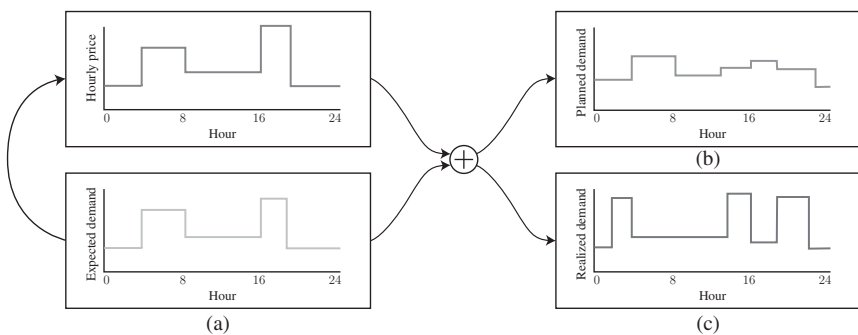 Hourly price
0 8 16 24
Hour
Expected demand
0 8 16 24
Hour
(a)
+
Planned demand
0 8 16 24
Hour
(b)
Realized demand
0 8 16 24
Hour
(c)